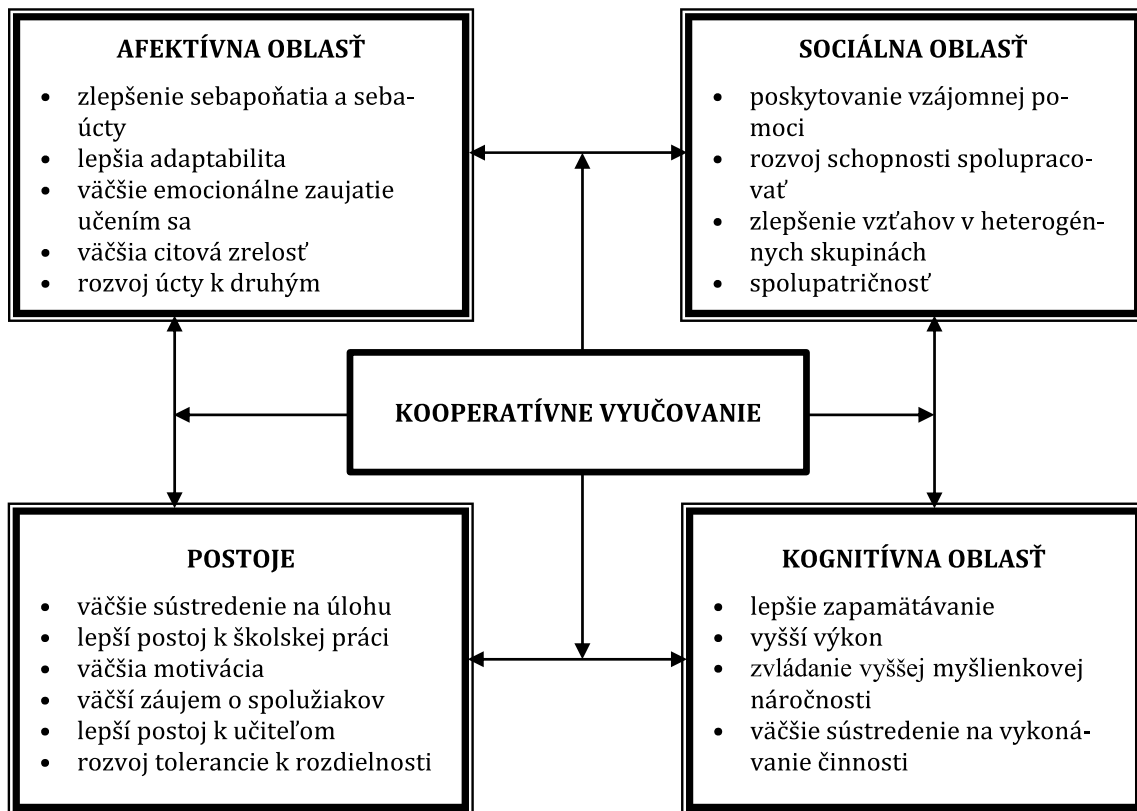 AFEKTÍVNA OBLASŤ
• zlepšenie sebapoňatia a seba-
úcty
• lepšia adaptabilita
• väčšie emocionálne zaujatie
učením sa
• väčšia citová zrelosť
• rozvoj úcty k druhým
SOCIÁLNA OBLASŤ
• poskytovanie vzájomnej po-
moci
• rozvoj schopnosti spolupraco-
vať
• zlepšenie vzťahov v heterogén-
nych skupinách
• spolupatričnosť
KOOPERATÍVNE VYUČOVANIE
POSTOJE
• väčšie sústredenie na úlohu
• lepší postoj k školskej práci
• väčšia motivácia
• väčší záujem o spolužiakov
• lepší postoj k učiteľom
• rozvoj tolerancie k rozdielnosti
KOGNITÍVNA OBLASŤ
• lepšie zapamätávanie
• vyšší výkon
• zvládanie vyššej myšlienkovej
náročnosti
• väčšie sústredenie na vykoná-
vanie činnosti